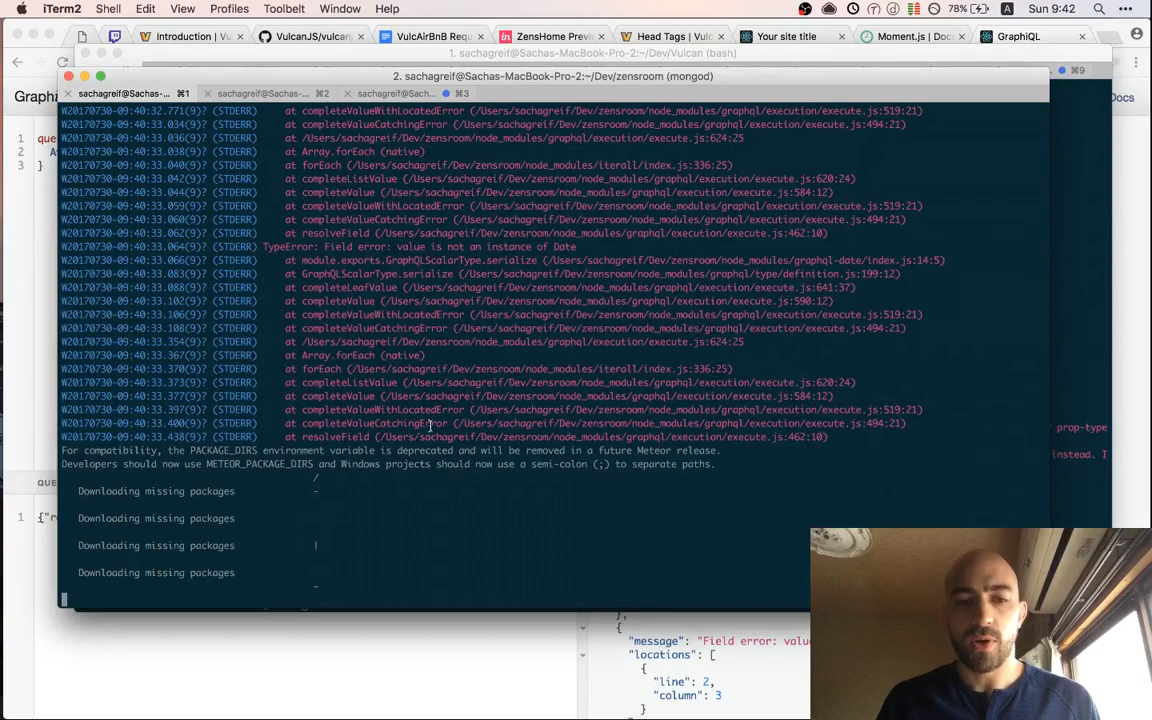 iTerm2 Shell Edit View Profiles Toolbelt Window Help 78% A Sun 9:42
Introduction | Vu VulcanJS/vulcan VulcAirBnB Requ ZensHome Previe Head Tags | Vulca Your site title Moment.js | Docs GraphiQL
1. sachagreif@Sachas-MacBook-Pro-2:~/Dev/Vulcan (bash)
2. sachagreif@Sachas-MacBook-Pro-2:~/Dev/zensroom (mongod)
⌘9
sachagreif@Sachas-... ⌘1 sachagreif@Sachas-... ⌘2 sachagreif@Sachas-... ⌘3
Graphi
Docs
W20170730-09:40:32.771(9)? (STDERR) at completeValueWithLocatedError (/Users/sachagreif/Dev/zensroom/node_modules/graphql/execution/execute.js:519:21)
W20170730-09:40:33.034(9)? (STDERR) at completeValueCatchingError (/Users/sachagreif/Dev/zensroom/node_modules/graphql/execution/execute.js:494:21)
W20170730-09:40:33.036(9)? (STDERR) at /Users/sachagreif/Dev/zensroom/node_modules/graphql/execution/execute.js:624:25
W20170730-09:40:33.038(9)? (STDERR) at Array.forEach (native)
W20170730-09:40:33.040(9)? (STDERR) at forEach (/Users/sachagreif/Dev/zensroom/node_modules/iterall/index.js:336:25)
W20170730-09:40:33.042(9)? (STDERR) at completeListValue (/Users/sachagreif/Dev/zensroom/node_modules/graphql/execution/execute.js:620:24)
W20170730-09:40:33.044(9)? (STDERR) at completeValue (/Users/sachagreif/Dev/zensroom/node_modules/graphql/execution/execute.js:584:12)
W20170730-09:40:33.059(9)? (STDERR) at completeValueWithLocatedError (/Users/sachagreif/Dev/zensroom/node_modules/graphql/execution/execute.js:519:21)
W20170730-09:40:33.060(9)? (STDERR) at completeValueCatchingError (/Users/sachagreif/Dev/zensroom/node_modules/graphql/execution/execute.js:494:21)
W20170730-09:40:33.062(9)? (STDERR) at resolveField (/Users/sachagreif/Dev/zensroom/node_modules/graphql/execution/execute.js:462:10)
W20170730-09:40:33.064(9)? (STDERR) TypeError: Field error: value is not an instance of Date
W20170730-09:40:33.066(9)? (STDERR) at module.exports.GraphQLScalarType.serialize (/Users/sachagreif/Dev/zensroom/node_modules/graphql-date/index.js:14:5)
W20170730-09:40:33.083(9)? (STDERR) at GraphQLScalarType.serialize (/Users/sachagreif/Dev/zensroom/node_modules/graphql/type/definition.js:199:12)
W20170730-09:40:33.088(9)? (STDERR) at completeLeafValue (/Users/sachagreif/Dev/zensroom/node_modules/graphql/execution/execute.js:641:37)
W20170730-09:40:33.102(9)? (STDERR) at completeValue (/Users/sachagreif/Dev/zensroom/node_modules/graphql/execution/execute.js:590:12)
W20170730-09:40:33.106(9)? (STDERR) at completeValueWithLocatedError (/Users/sachagreif/Dev/zensroom/node_modules/graphql/execution/execute.js:519:21)
W20170730-09:40:33.108(9)? (STDERR) at completeValueCatchingError (/Users/sachagreif/Dev/zensroom/node_modules/graphql/execution/execute.js:494:21)
W20170730-09:40:33.354(9)? (STDERR) at /Users/sachagreif/Dev/zensroom/node_modules/graphql/execution/execute.js:624:25
W20170730-09:40:33.367(9)? (STDERR) at Array.forEach (native)
W20170730-09:40:33.370(9)? (STDERR) at forEach (/Users/sachagreif/Dev/zensroom/node_modules/iterall/index.js:336:25)
W20170730-09:40:33.373(9)? (STDERR) at completeListValue (/Users/sachagreif/Dev/zensroom/node_modules/graphql/execution/execute.js:620:24)
W20170730-09:40:33.377(9)? (STDERR) at completeValue (/Users/sachagreif/Dev/zensroom/node_modules/graphql/execution/execute.js:584:12)
W20170730-09:40:33.397(9)? (STDERR) at completeValueWithLocatedError (/Users/sachagreif/Dev/zensroom/node_modules/graphql/execution/execute.js:519:21)
W20170730-09:40:33.400(9)? (STDERR) at completeValueCatchingError (/Users/sachagreif/Dev/zensroom/node_modules/graphql/execution/execute.js:494:21)
W20170730-09:40:33.438(9)? (STDERR) at resolveField (/Users/sachagreif/Dev/zensroom/node_modules/graphql/execution/execute.js:462:10)
For compatibility, the PACKAGE_DIRS environment variable is deprecated and will be removed in a future Meteor release.
Developers should now use METEOR_PACKAGE_DIRS and Windows projects should now use a semi-colon (;) to separate paths.
/
Downloading missing packages -
Downloading missing packages
Downloading missing packages |
Downloading missing packages
-
1 que
2 A
3 }
QUE
1 {"r
prop-type
instead. I
},
{
"message": "Field error: valu
"locations": [
{
"line": 2,
"column": 3
}